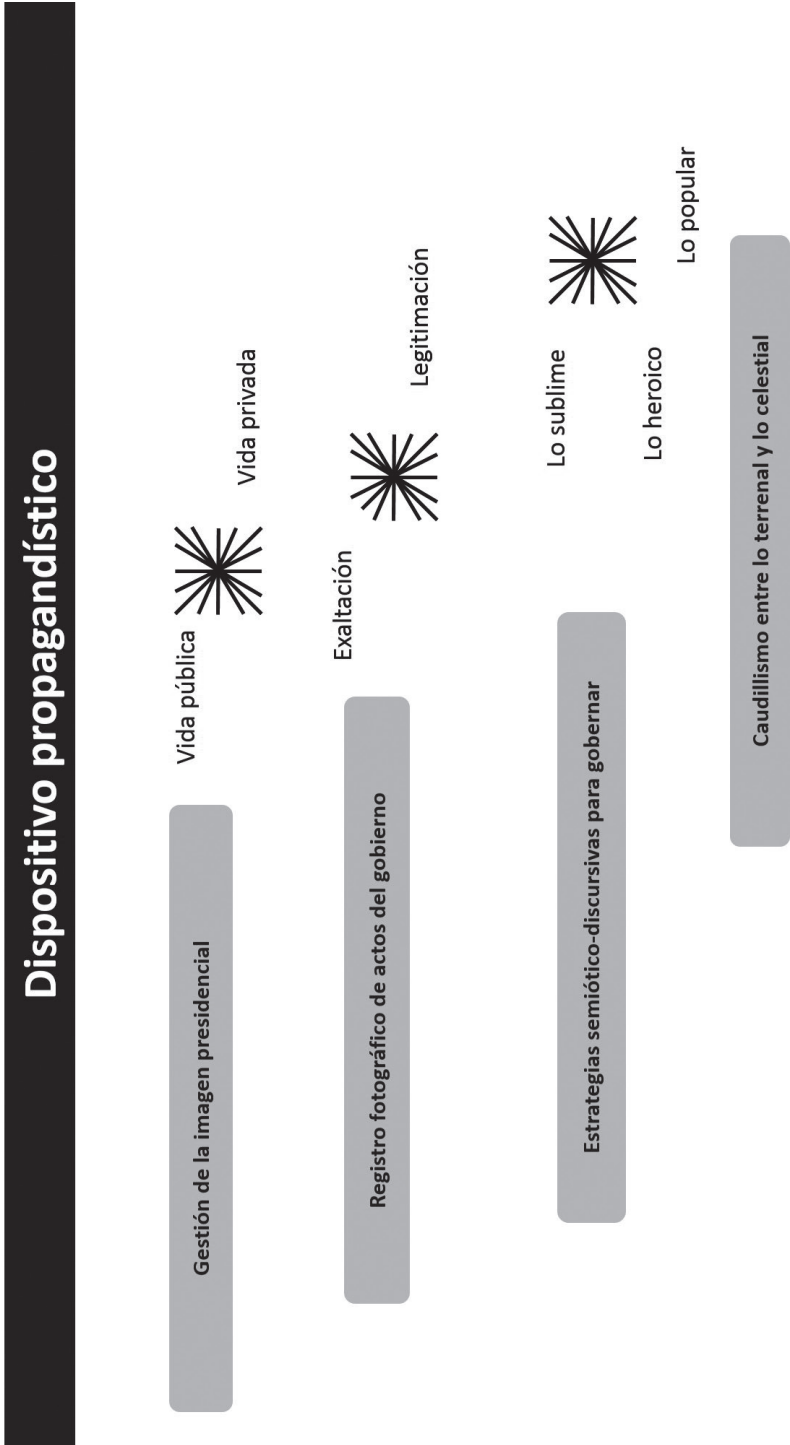 Dispositivo propagandístico
Gestión de la imagen presidencial
Vida pública
Vida privada
Registro fotográfico de actos del gobierno
Exaltación
Legitimación
Estrategias semiótico-discursivas para gobernar
Lo sublime
Lo heroico
Lo popular
Caudillismo entre lo terrenal y lo celestial